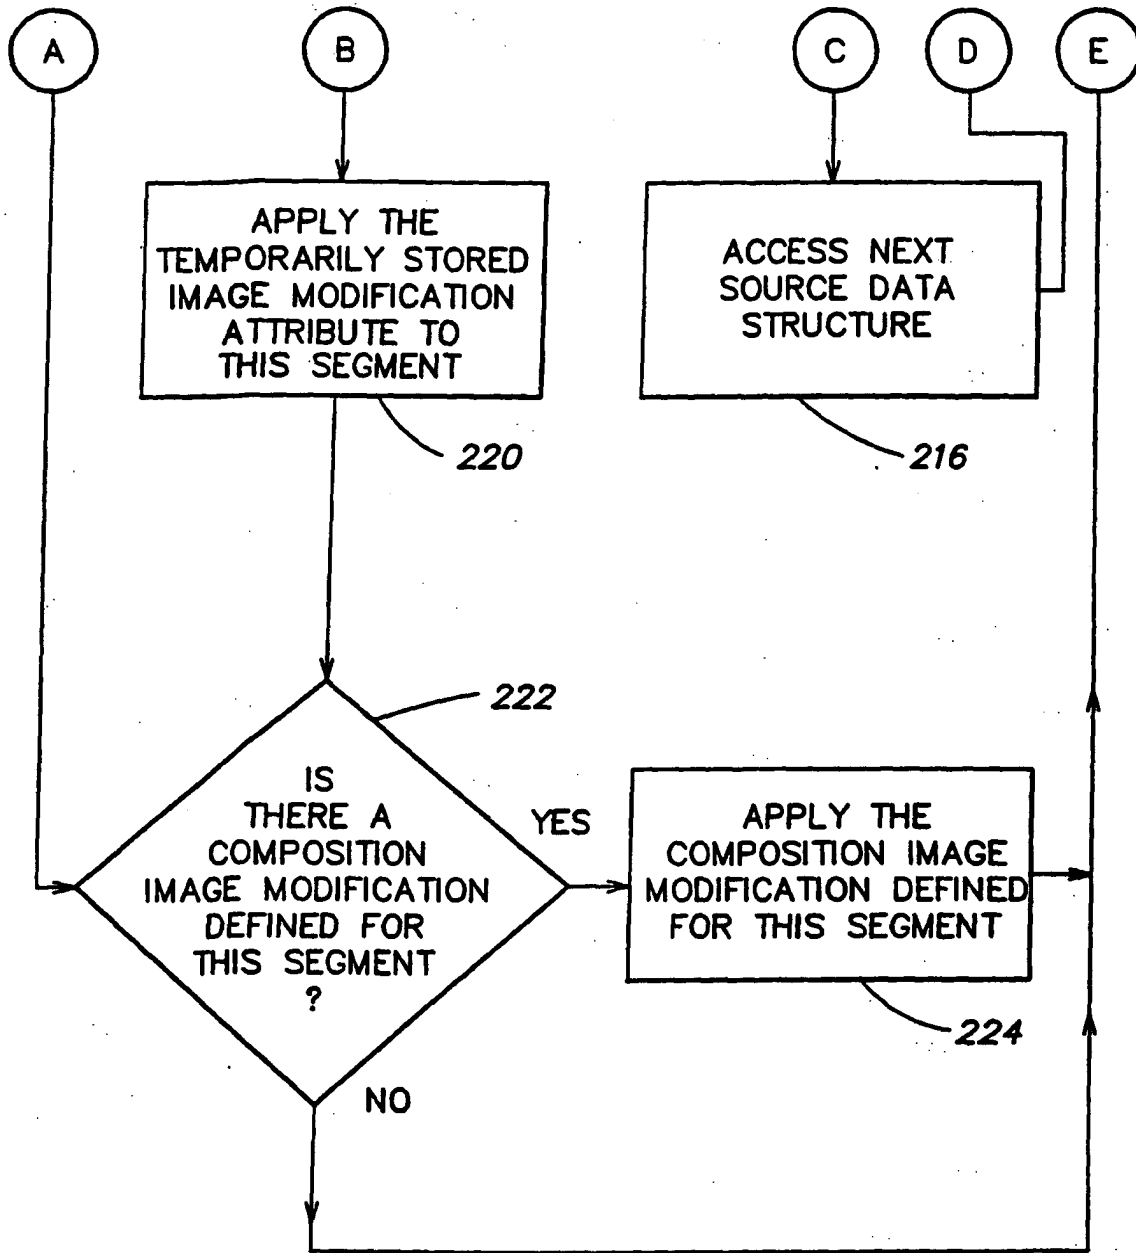 A
B
C
D
E
APPLY THE
TEMPORARILY STORED
IMAGE MODIFICATION
ATTRIBUTE TO
THIS SEGMENT
220
ACCESS NEXT
SOURCE DATA
STRUCTURE
216
222
IS
THERE A
COMPOSITION
IMAGE MODIFICATION
DEFINED FOR
THIS SEGMENT
?
YES
NO
APPLY THE
COMPOSITION IMAGE
MODIFICATION DEFINED
FOR THIS SEGMENT
224